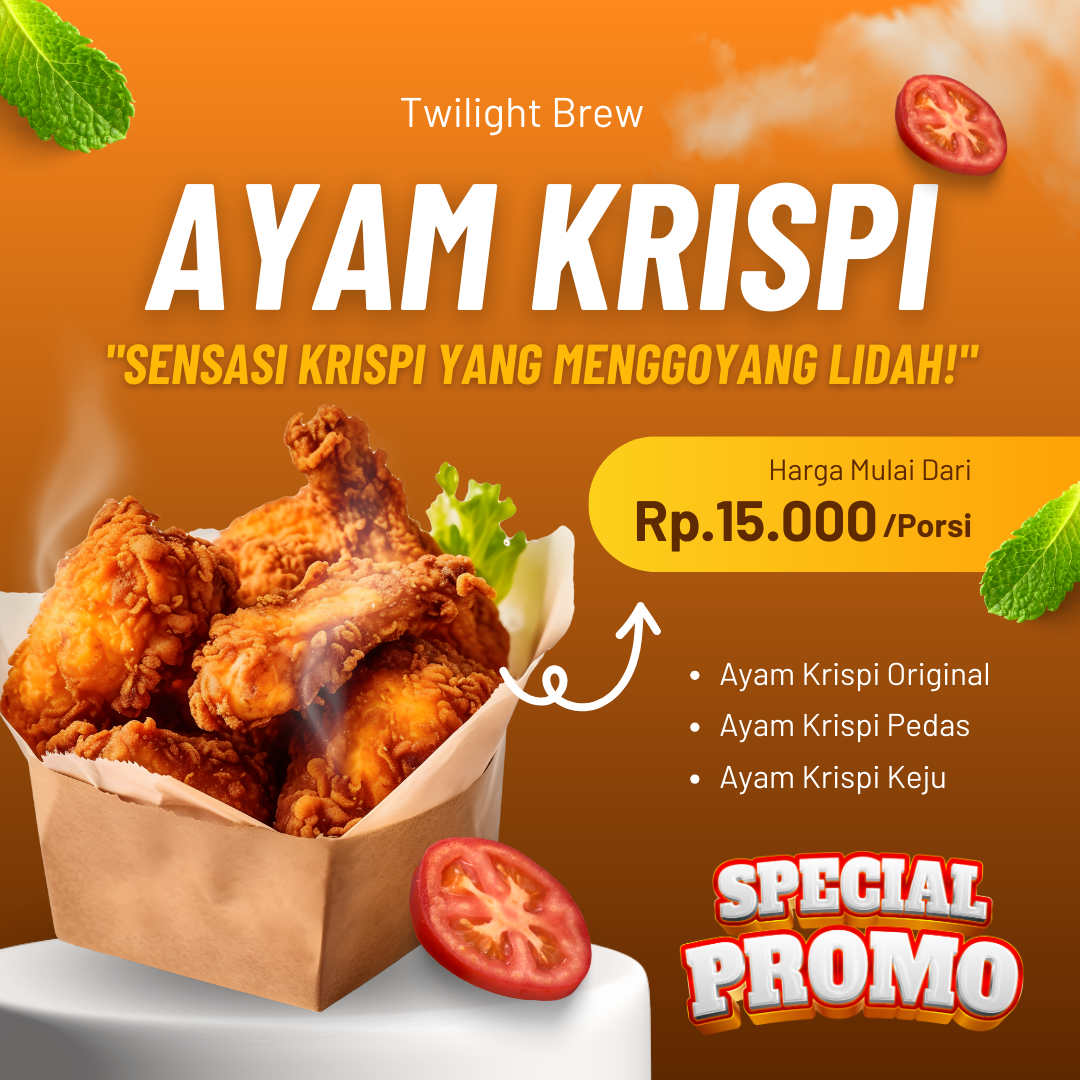 Twilight Brew
AYAM KRISPI
"SENSASI KRISPI YANG MENGGOYANG LIDAH!"
Harga Mulai Dari
Rp.15.000 /Porsi
• Ayam Krispi Original
• Ayam Krispi Pedas
• Ayam Krispi Keju
SPECIAL
PROMO